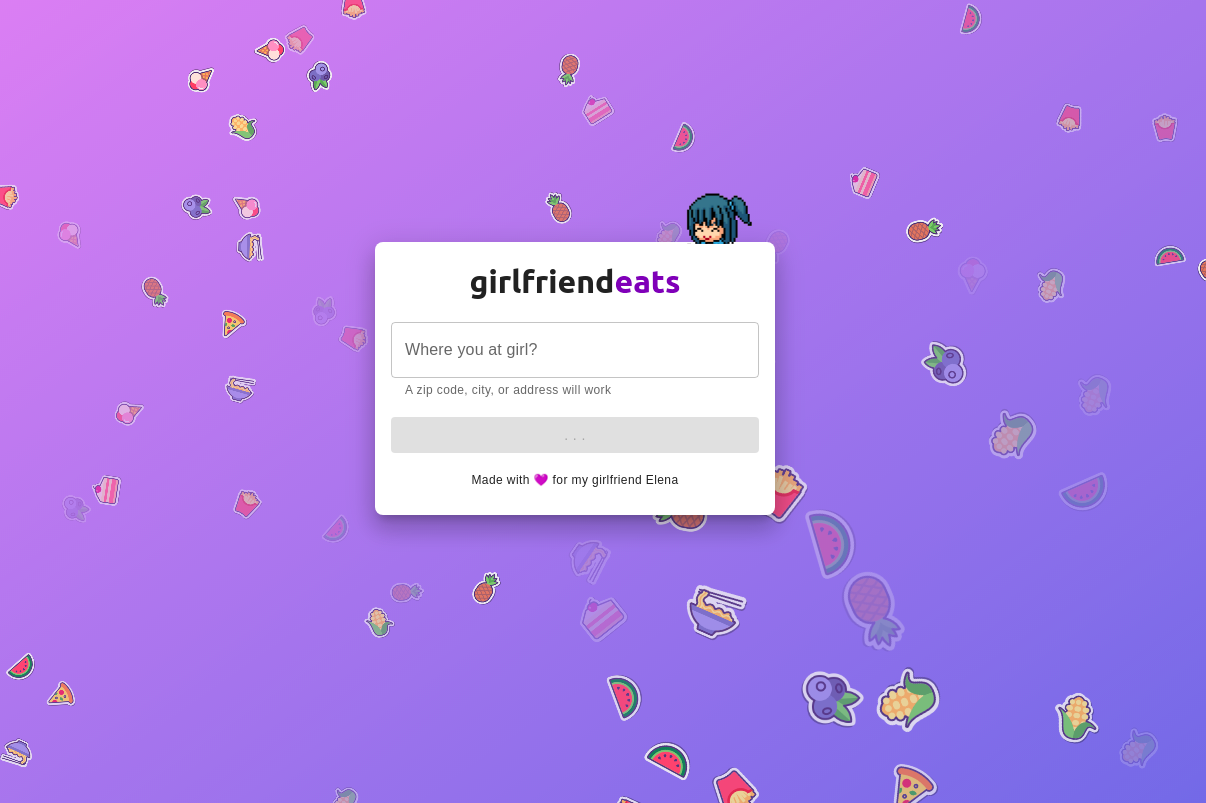 girlfriendeats
Where you at girl?
A zip code, city, or address will work
. . .
Made with 💜 for my girlfriend Elena